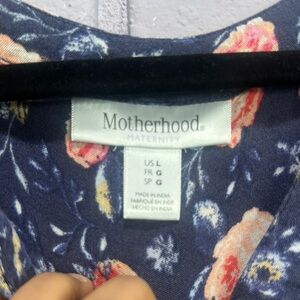 Motherhood®
MATERNITY
US L
FR G
SP G
MADE IN INDIA
FABRIQUÉ EN INDE
HECHO EN INDIA